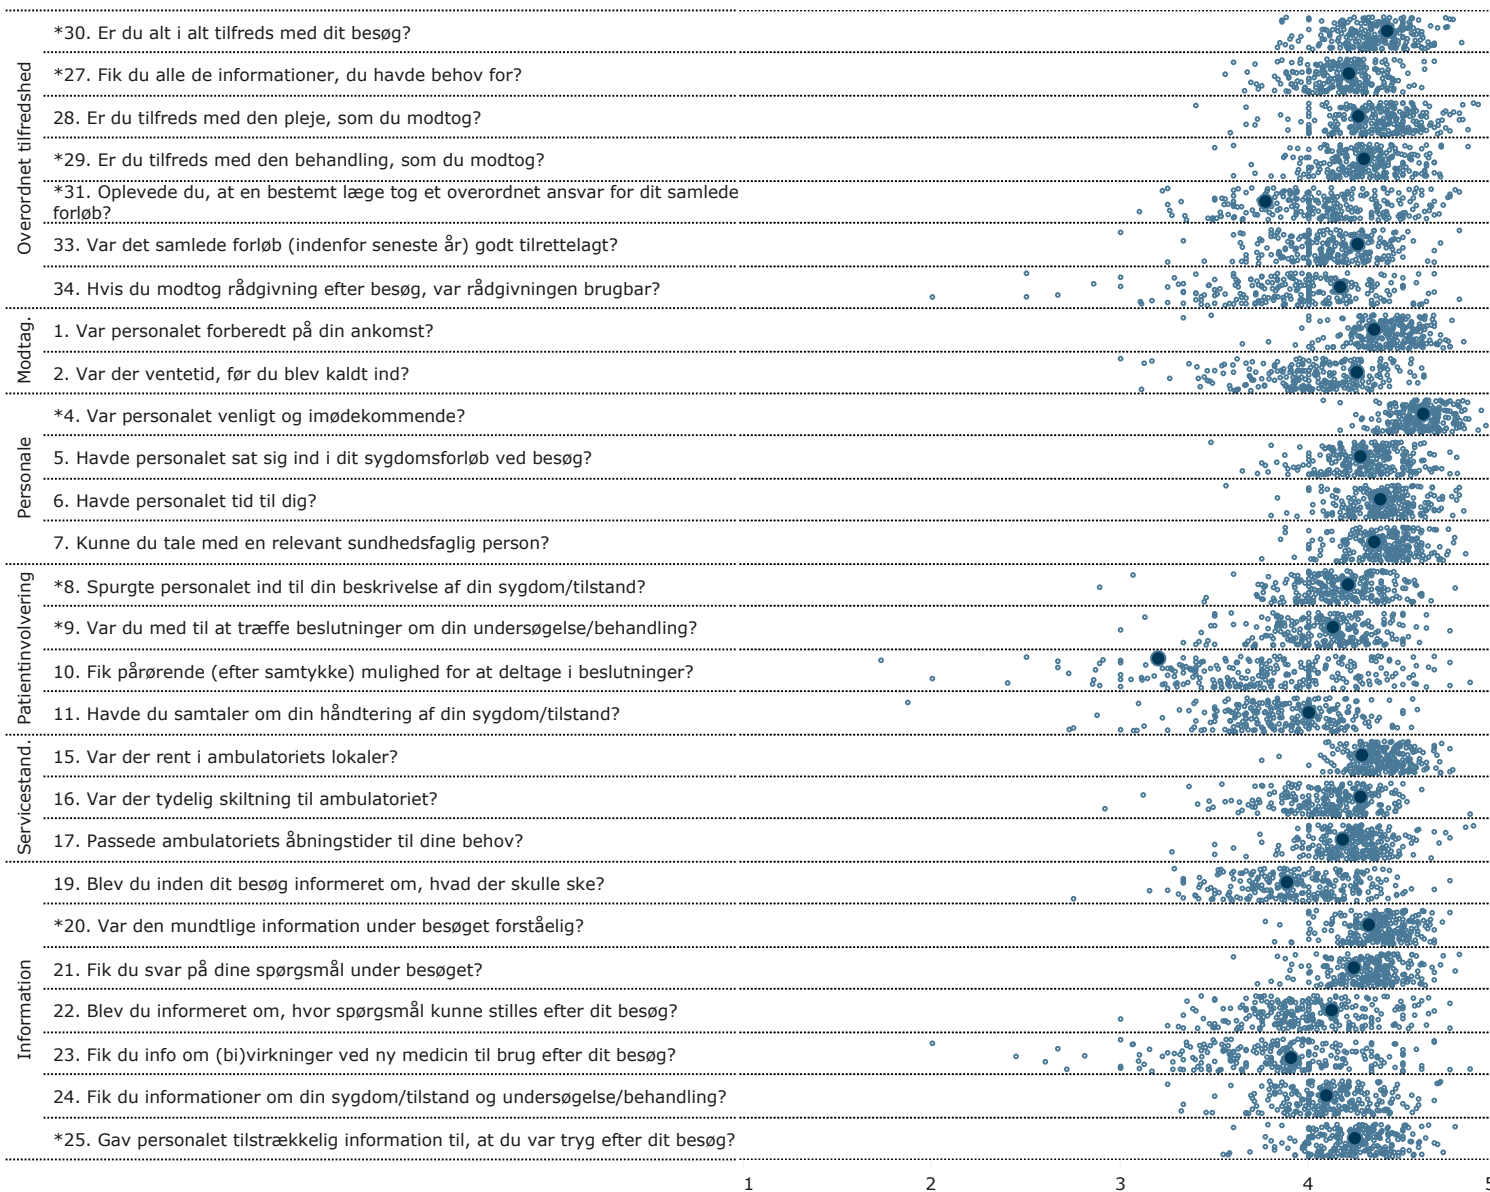 Overordnet tilfredshed
*30. Er du alt i alt tilfreds med dit besøg?
*27. Fik du alle de informationer, du havde behov for?
28. Er du tilfreds med den pleje, som du modtog?
*29. Er du tilfreds med den behandling, som du modtog?
*31. Oplevede du, at en bestemt læge tog et overordnet ansvar for dit samlede
forløb?
33. Var det samlede forløb (indenfor seneste år) godt tilrettelagt?
34. Hvis du modtog rådgivning efter besøg, var rådgivningen brugbar?
Modtag.
1. Var personalet forberedt på din ankomst?
2. Var der ventetid, før du blev kaldt ind?
Personale
*4. Var personalet venligt og imødekommende?
5. Havde personalet sat sig ind i dit sygdomsforløb ved besøg?
6. Havde personalet tid til dig?
7. Kunne du tale med en relevant sundhedsfaglig person?
Patientinvolvering
*8. Spurgte personalet ind til din beskrivelse af din sygdom/tilstand?
*9. Var du med til at træffe beslutninger om din undersøgelse/behandling?
10. Fik pårørende (efter samtykke) mulighed for at deltage i beslutninger?
11. Havde du samtaler om din håndtering af din sygdom/tilstand?
Servicestand.
15. Var der rent i ambulatoriets lokaler?
16. Var der tydelig skiltning til ambulatoriet?
17. Passede ambulatoriets åbningstider til dine behov?
Information
19. Blev du inden dit besøg informeret om, hvad der skulle ske?
*20. Var den mundtlige information under besøget forståelig?
21. Fik du svar på dine spørgsmål under besøget?
22. Blev du informeret om, hvor spørgsmål kunne stilles efter dit besøg?
23. Fik du info om (bi)virkninger ved ny medicin til brug efter dit besøg?
24. Fik du informationer om din sygdom/tilstand og undersøgelse/behandling?
*25. Gav personalet tilstrækkelig information til, at du var tryg efter dit besøg?
1 2 3 4 5